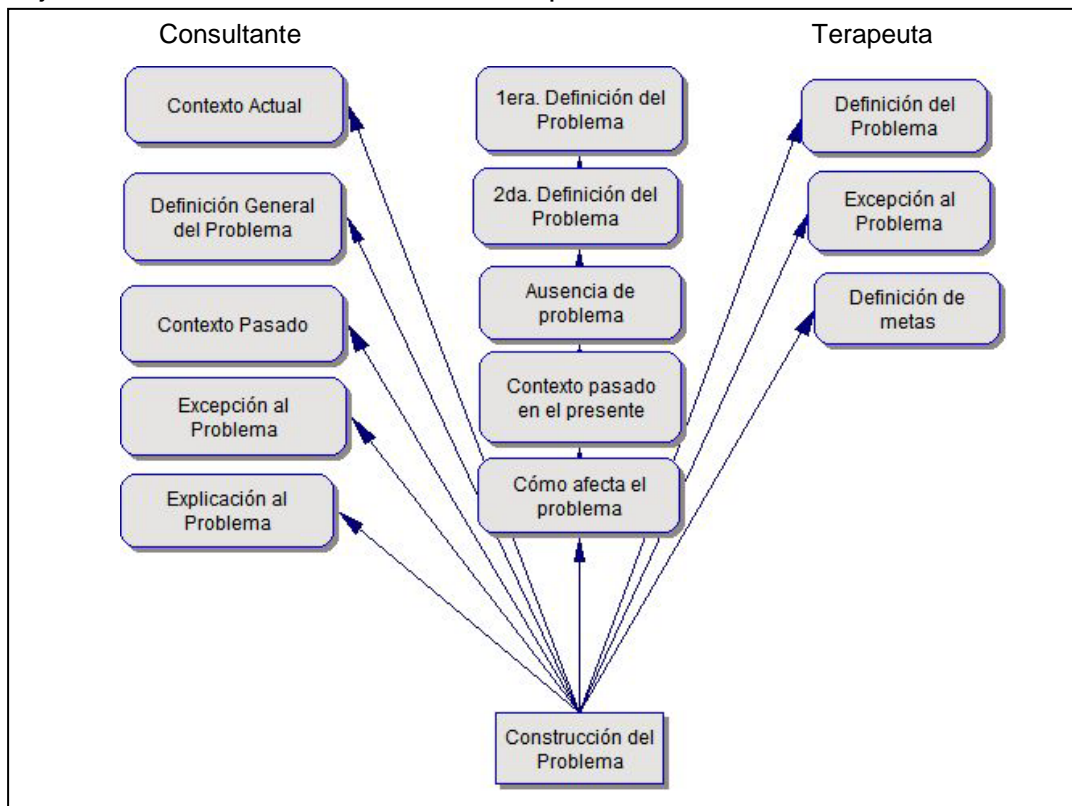 Consultante
Terapeuta
Contexto Actual
Definición General
del Problema
Contexto Pasado
Excepción al
Problema
Explicación al
Problema
1era. Definición del
Problema
2da. Definición del
Problema
Ausencia de
problema
Contexto pasado
en el presente
Cómo afecta el
problema
Definición del
Problema
Excepción al
Problema
Definición de
metas
Construcción del
Problema